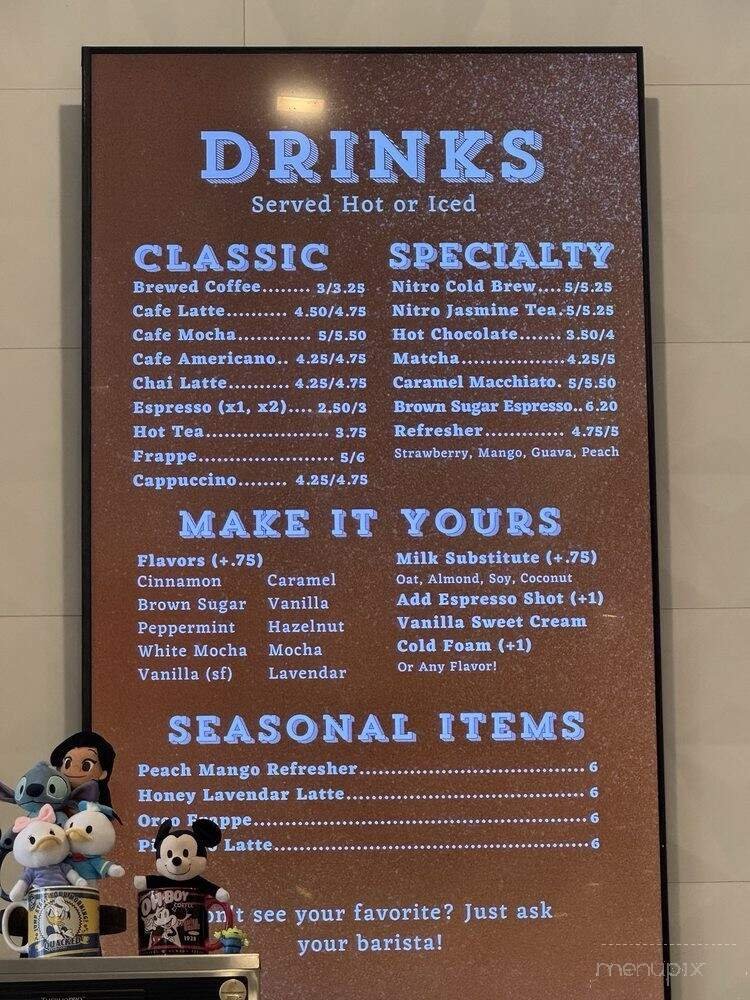 DRINKS
Served Hot or Iced
CLASSIC
Brewed Coffee........ 3/3.25
Cafe Latte........... 4.50/4.75
Cafe Mocha............ 5/5.50
Cafe Americano.. 4.25/4.75
Chai Latte........... 4.25/4.75
Espresso (x1, x2).... 2.50/3
Hot Tea...................... 3.75
Frappe........................ 5/6
Cappuccino........ 4.25/4.75
SPECIALTY
Nitro Cold Brew.... 5/5.25
Nitro Jasmine Tea. 5/5.25
Hot Chocolate....... 3.50/4
Matcha...................4.25/5
Caramel Macchiato. 5/5.50
Brown Sugar Espresso.. 6.20
Refresher.............. 4.75/5
Strawberry, Mango, Guava, Peach
MAKE IT YOURS
Flavors (+.75)
Cinnamon Caramel
Brown Sugar Vanilla
Peppermint Hazelnut
White Mocha Mocha
Vanilla (sf) Lavendar
Milk Substitute (+.75)
Oat, Almond, Soy, Coconut
Add Espresso Shot (+1)
Vanilla Sweet Cream
Cold Foam (+1)
Or Any Flavor!
SEASONAL ITEMS
Peach Mango Refresher........................................ 6
Honey Lavendar Latte.......................................... 6
Frappe.......................................................... 6
Latte....................................................... 6
see your favorite? Just ask
your barista!
OH BOY
COFFEE
1928
QUACKED
menupix